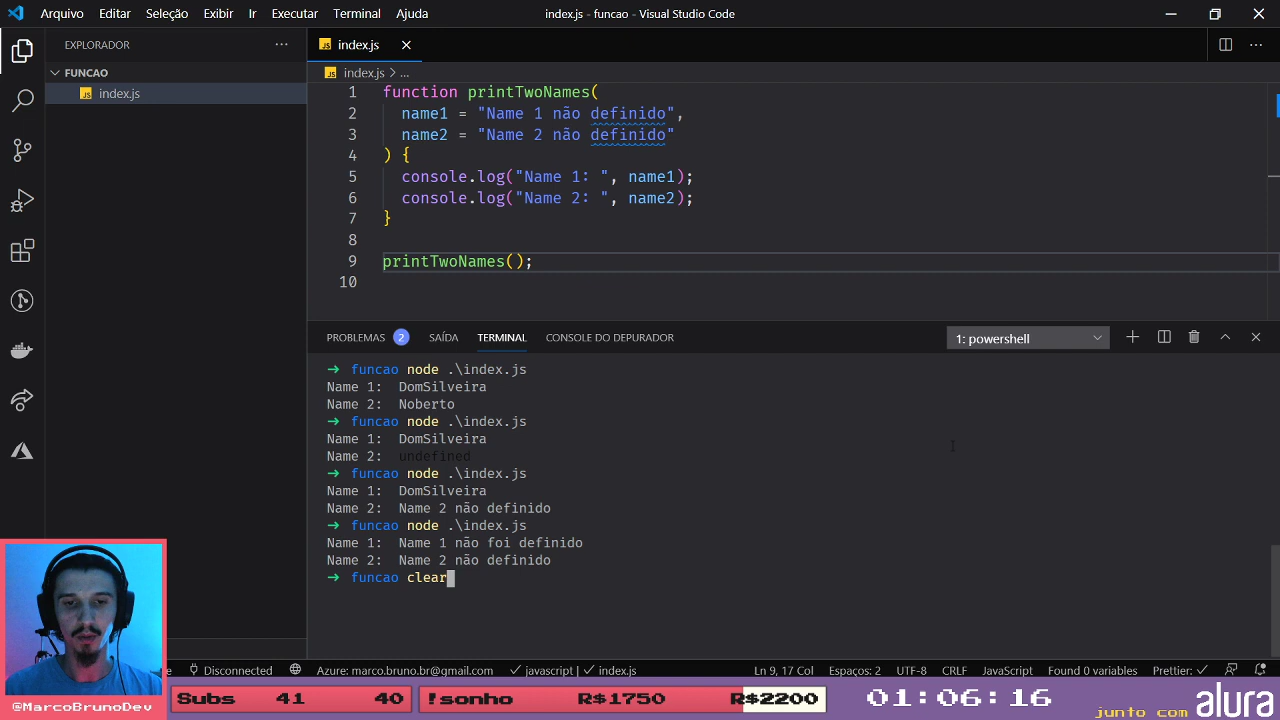 Arquivo Editar Seleção Exibir Ir Executar Terminal Ajuda
index.js - funcao - Visual Studio Code
EXPLORADOR
FUNCAO
index.js
index.js
index.js > ...
1 function printTwoNames(
2 name1 = "Name 1 não definido",
3 name2 = "Name 2 não definido"
4 ) {
5 console.log("Name 1: ", name1);
6 console.log("Name 2: ", name2);
7 }
8
9 printTwoNames();
10
PROBLEMAS 2 SAÍDA TERMINAL CONSOLE DO DEPURADOR
1: powershell
→ funcao node .\index.js
Name 1: DomSilveira
Name 2: Noberto
→ funcao node .\index.js
Name 1: DomSilveira
Name 2: undefined
→ funcao node .\index.js
Name 1: DomSilveira
Name 2: Name 2 não definido
→ funcao node .\index.js
Name 1: Name 1 não foi definido
Name 2: Name 2 não definido
→ funcao clear
Disconnected Azure: marco.bruno.br@gmail.com javascript | index.js Ln 9, 17 Col Espaços: 2 UTF-8 CRLF JavaScript Found 0 variables Prettier:
@MarcoBrunoDev
Subs 41 40 !sonho R$1750 R$2200 01:06:16
junto com alura